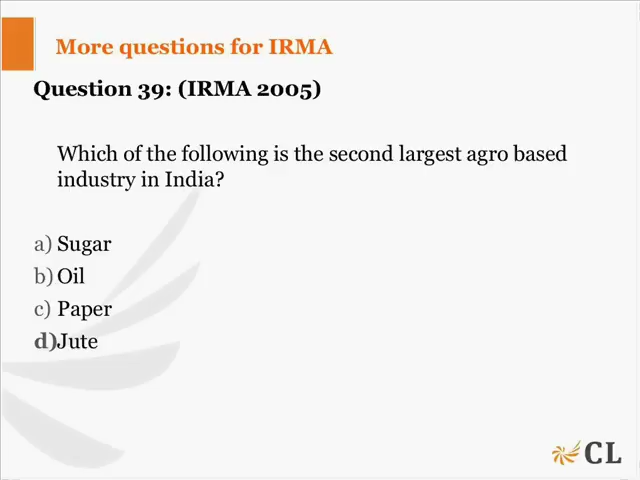 More questions for IRMA
Question 39: (IRMA 2005)
Which of the following is the second largest agro based
industry in India?
a) Sugar
b) Oil
c) Paper
d)Jute
CL